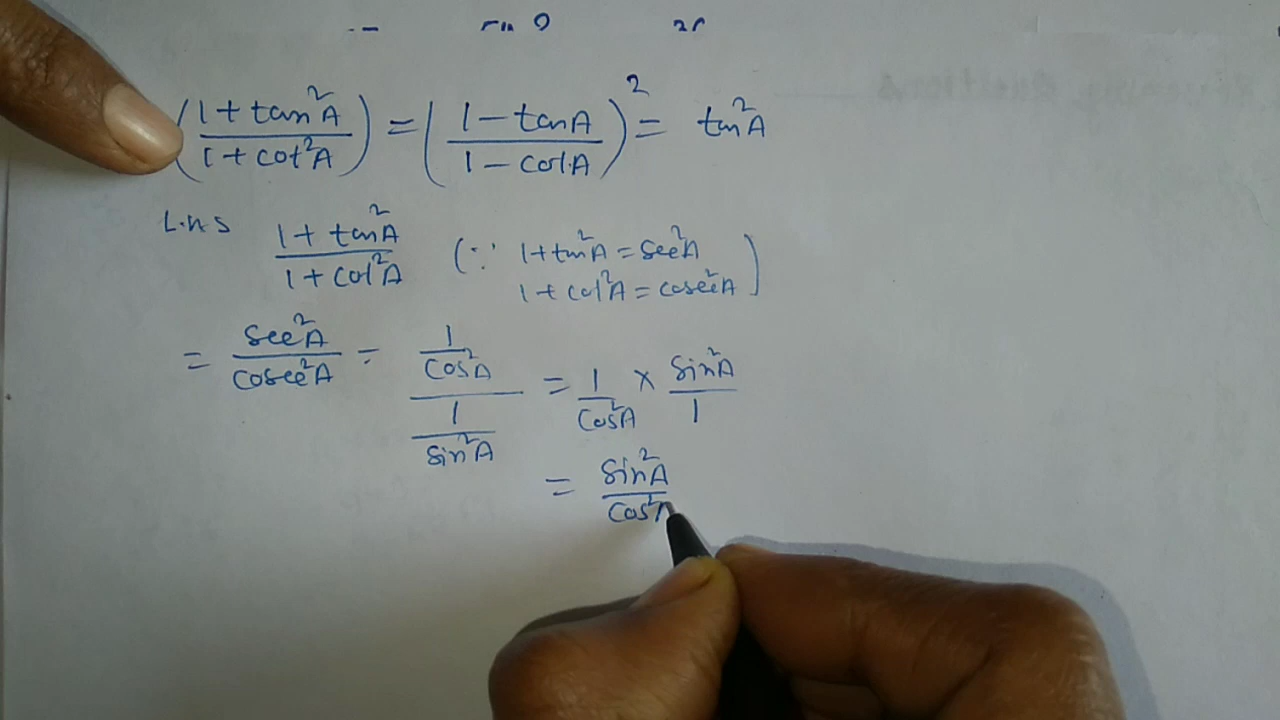 (1+tan²A / 1+cot²A) = (1-tanA / 1-cotA)² = tan²A
L.H.S 1+tan²A / 1+cot²A (∵ 1+tan²A = sec²A
1+cot²A = cosec²A)
= sec²A / cosec²A = 1/cos²A / 1/sin²A = 1/cos²A × sin²A/1
= sin²A / cos²A